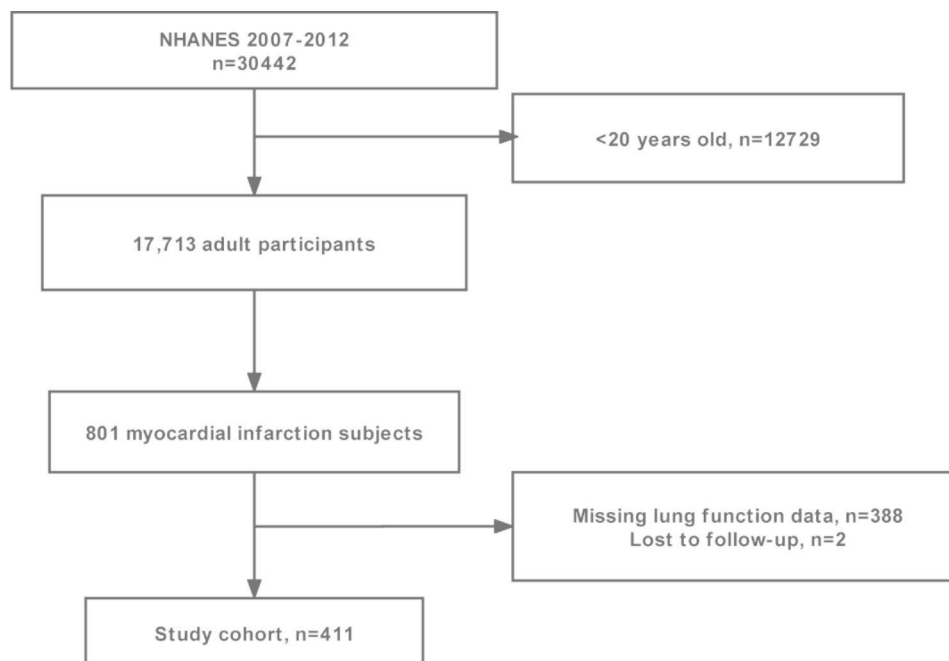 NHANES 2007-2012
n=30442
<20 years old, n=12729
17,713 adult participants
801 myocardial infarction subjects
Missing lung function data, n=388
Lost to follow-up, n=2
Study cohort, n=411